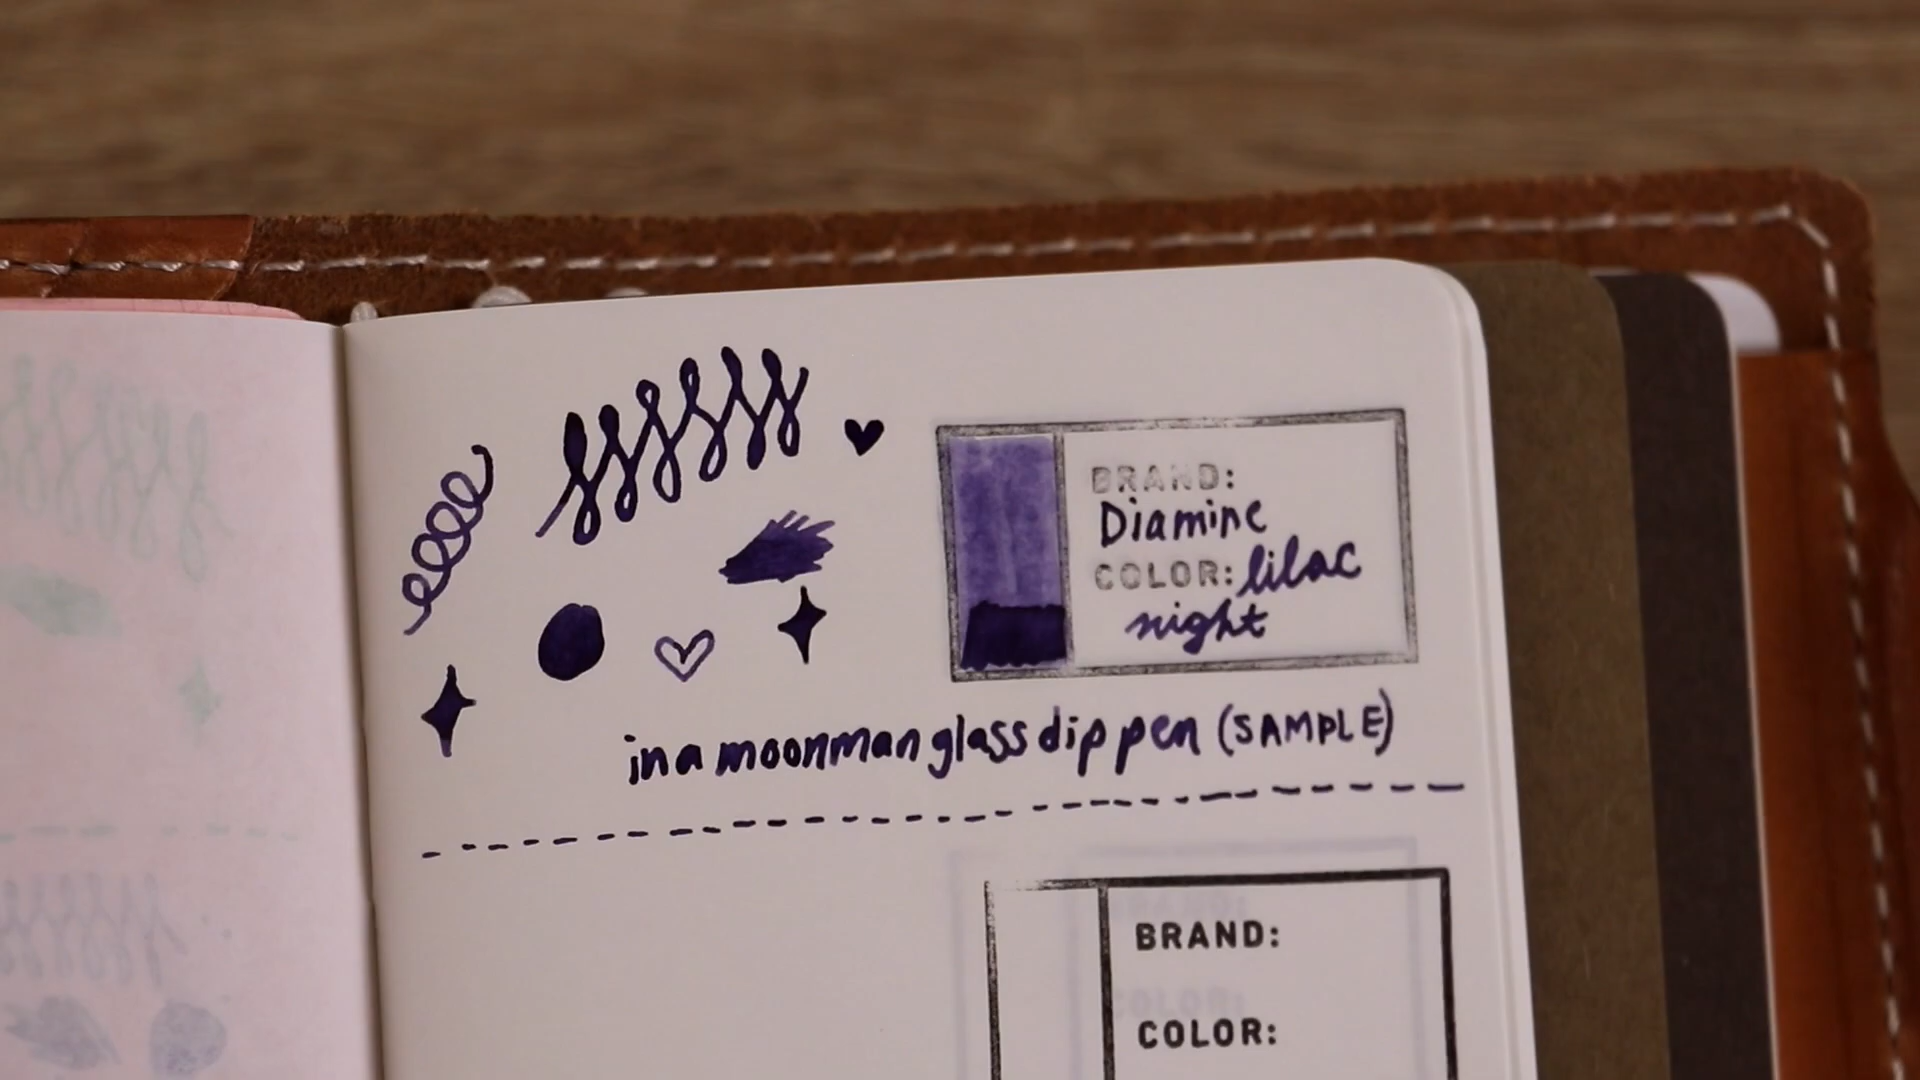 BRAND:
Diamine
COLOR: lilac
night
in a moonman glass dip pen (SAMPLE)
BRAND:
COLOR: